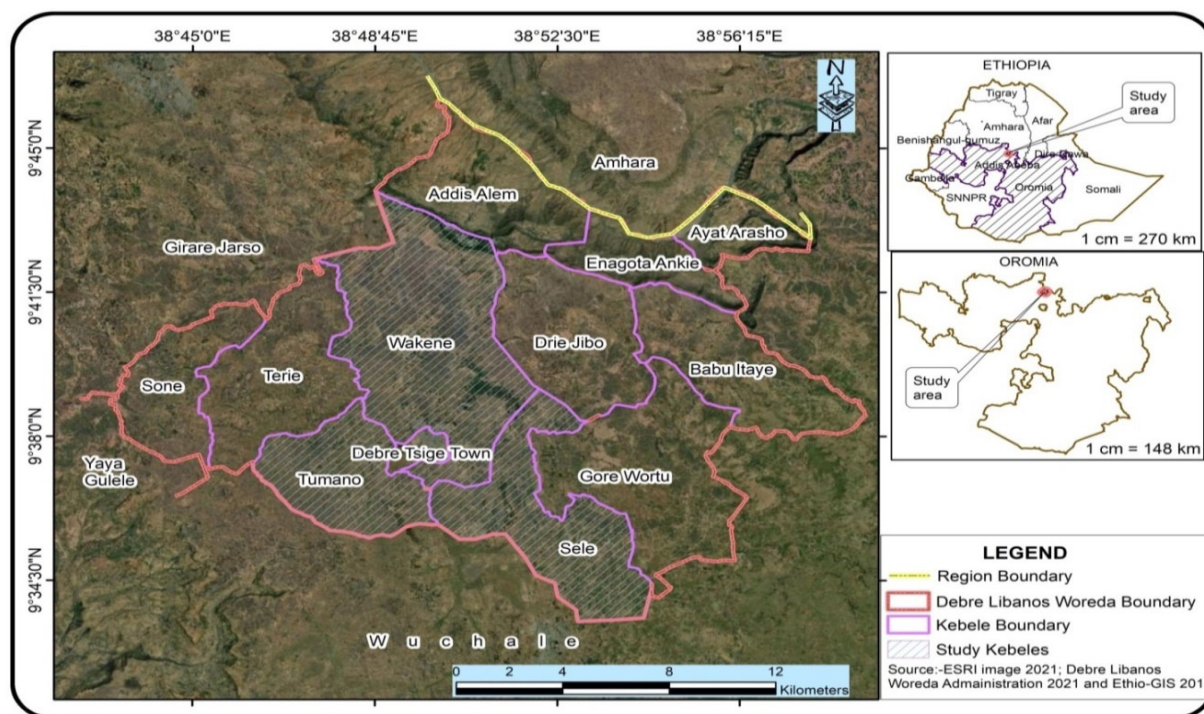 38°45'0"E
38°48'45"E
38°52'30"E
38°56'15"E
9°45'0"N
9°41'30"N
9°38'0"N
9°34'30"N
N
Amhara
Addis Alem
Ayat Arasho
Girare Jarso
Enagota Ankie
Wakene
Drie Jibo
Babu Itaye
Sone
Terie
Debre Tsige Town
Yaya
Gulele
Tumano
Gore Wortu
Sele
Wuchale
0 2 4 8 12
Kilometers
ETHIOPIA
Study
area
Tigray
Afar
Amhara
Benishangul-gumuz
Dire Dawa
Addis Ababa
Gambella
Oromia
Somali
SNNPR
1 cm = 270 km
OROMIA
Study
area
1 cm = 148 km
LEGEND
Region Boundary
Debre Libanos Woreda Boundary
Kebele Boundary
Study Kebeles
Source:-ESRI image 2021; Debre Libanos
Woreda Admainistration 2021 and Ethio-GIS 201